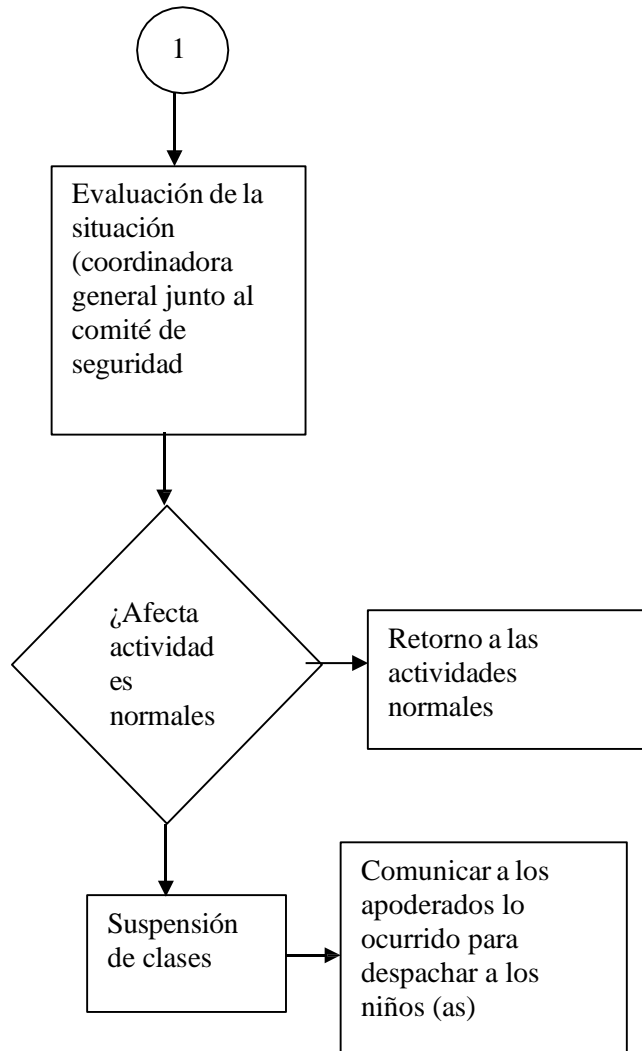 1
Evaluación de la
situación
(coordinadora
general junto al
comité de
seguridad
¿Afecta
actividad
es
normales
Retorno a las
actividades
normales
Suspensión
de clases
Comunicar a los
apoderados lo
ocurrido para
despachar a los
niños (as)